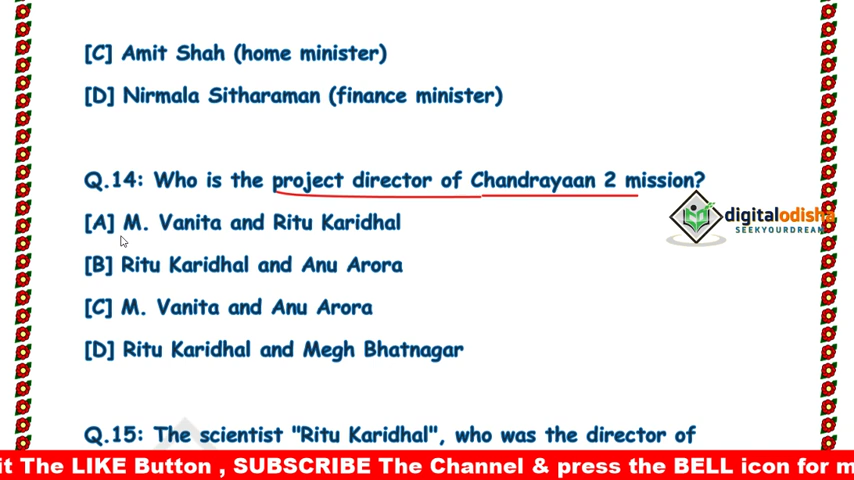 [C] Amit Shah (home minister)
[D] Nirmala Sitharaman (finance minister)
Q.14: Who is the project director of Chandrayaan 2 mission?
[A] M. Vanita and Ritu Karidhal
digitalodisha
SEEKYOURDREAM
[B] Ritu Karidhal and Anu Arora
[C] M. Vanita and Anu Arora
[D] Ritu Karidhal and Megh Bhatnagar
Q.15: The scientist "Ritu Karidhal", who was the director of
it The LIKE Button , SUBSCRIBE The Channel & press the BELL icon for m